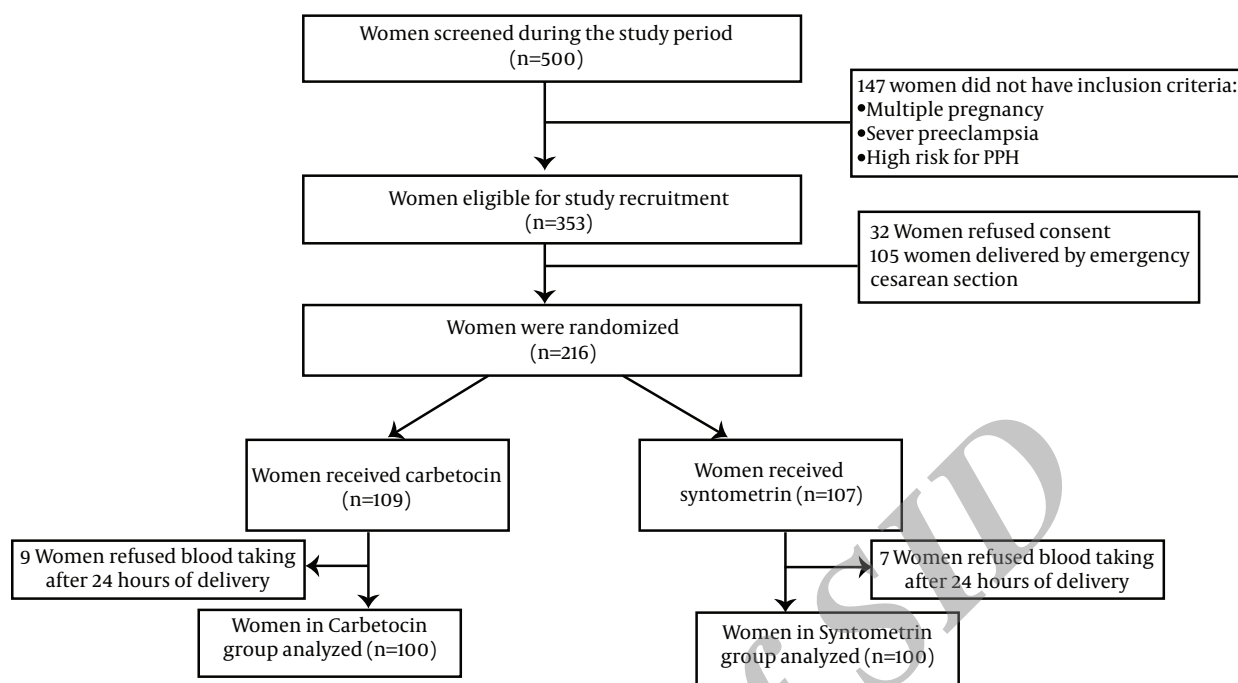 Women screened during the study period
(n=500)
147 women did not have inclusion criteria:
•Multiple pregnancy
•Sever preeclampsia
•High risk for PPH
Women eligible for study recruitment
(n=353)
32 Women refused consent
105 women delivered by emergency
cesarean section
Women were randomized
(n=216)
Women received carbetocin
(n=109)
Women received
syntometrin (n=107)
9 Women refused blood taking
after 24 hours of delivery
7 Women refused blood taking
after 24 hours of delivery
Women in Carbetocin
group analyzed (n=100)
Women in Syntometrin
group analyzed (n=100)
SID